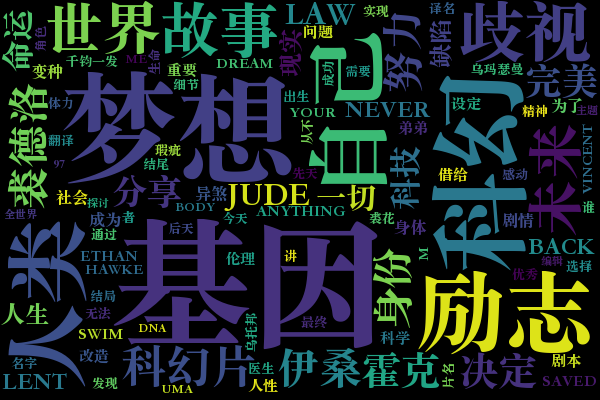 命运
角色
世界
故事
LAW
实现
译名
歧视
千钧一发
ME
生命
现实
问题
努力
缺陷
变种
重要
细节
DREAM
成功
需要
乌玛瑟曼
完美
裘德洛
体力
梦想
出生
YOUR
自己
NEVER
设定
精神
为了
主题
翻译
瑕疵
从不
弟弟
科幻
未来
VINCENT
97
结尾
先天
科技
借给
感动
社会
探讨
分享
异煞
JUDE
一切
全世界
成为
者
BODY
今天
ANYTHING
裘花
身体
剧情
谁
人类
通过
后天
基因
伦理
讲
身份
M
BACK
ETHAN
HAWKE
编辑
优秀
选择
人生
结局
无法
SWIM
DNA
乌托邦
最终
科学
励志
名字
改造
科幻片
医生
伊桑霍克
决定
剧本
LENT
发现
UMA
人性
片名
SAVED